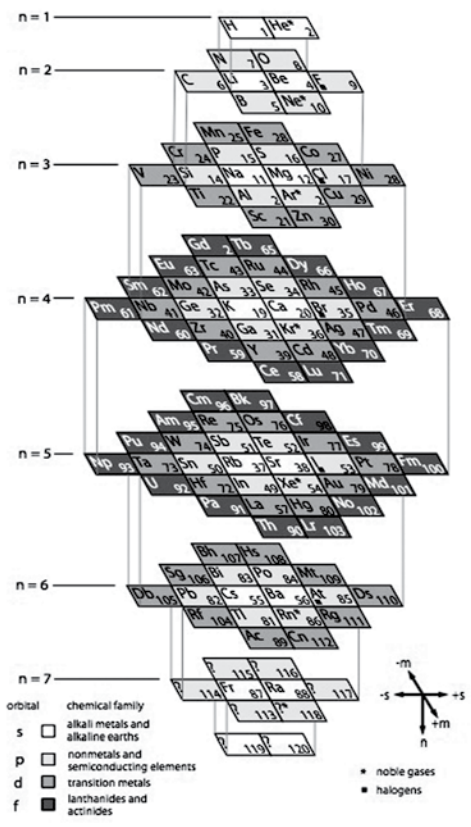 n = 1 H 1 He* 2
N 7 O 8
n = 2 C 6 Li 3 Be 4 F 9
B 5 Ne* 10
Mn 25 Fe 28
Cr 24 P 15 S 16 Co 27
n = 3 V 23 Si 14 Na 11 Mg 12 Cl 17 Ni 28
Ti 22 Al 2 Ar* 2 Cu 29
Sc 21 Zn 30
Gd 2 Tb 65
Eu 63 Tc 43 Ru 44 Dy 66
Sm 62 Mo 42 As 33 Se 34 Rh 45 Ho 67
n = 4 Pm 61 Nb 41 Ge 32 K 19 Ca 20 Br 35 Pd 46 Er 68
Nd 60 Zr 40 Ga 31 Kr* 36 Ag 47 Tm 69
Pr 59 Y 39 Cd 48 Yb 70
Ce 58 Lu 71
Cm 96 Bk 97
Am 95 Re 75 Os 76 Cf 98
Pu 94 W 74 Sb 51 Te 52 Ir 77 Es 99
n = 5 Np 93 Ta 73 Sn 50 Rb 37 Sr 38 I 53 Pt 78 Fm 100
U 92 Hf 72 In 49 Xe* 54 Au 79 Md 101
Pa 91 La 57 Hg 80 No 102
Th 90 Lr 103
Bh 107 Hs 108
Sg 106 Bi 83 Po 84 Mt 109
n = 6 Db 105 Pb 82 Cs 55 Ba 56 At 85 Ds 110
Rf 104 Tl 81 Rn* 86 Rg 111
Ac 89 Cn 112
? 115 ? 116
n = 7 ? 114 Fr 87 Ra 88 ? 117
? 113 ?* 118
? 119 ? 120
orbital chemical family
s alkali metals and
alkaline earths
p nonmetals and
semiconducting elements
d transition metals
f lanthanides and
actinides
-m
-s +s
+m
n
* noble gases
■ halogens